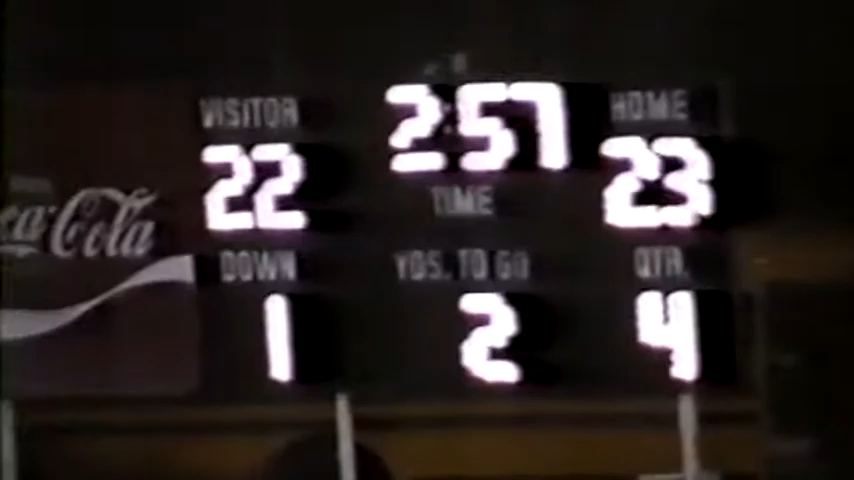 Coca-Cola
VISITOR 2:57 HOME
22 TIME 23
DOWN YDS. TO GO QTR.
1 2 4